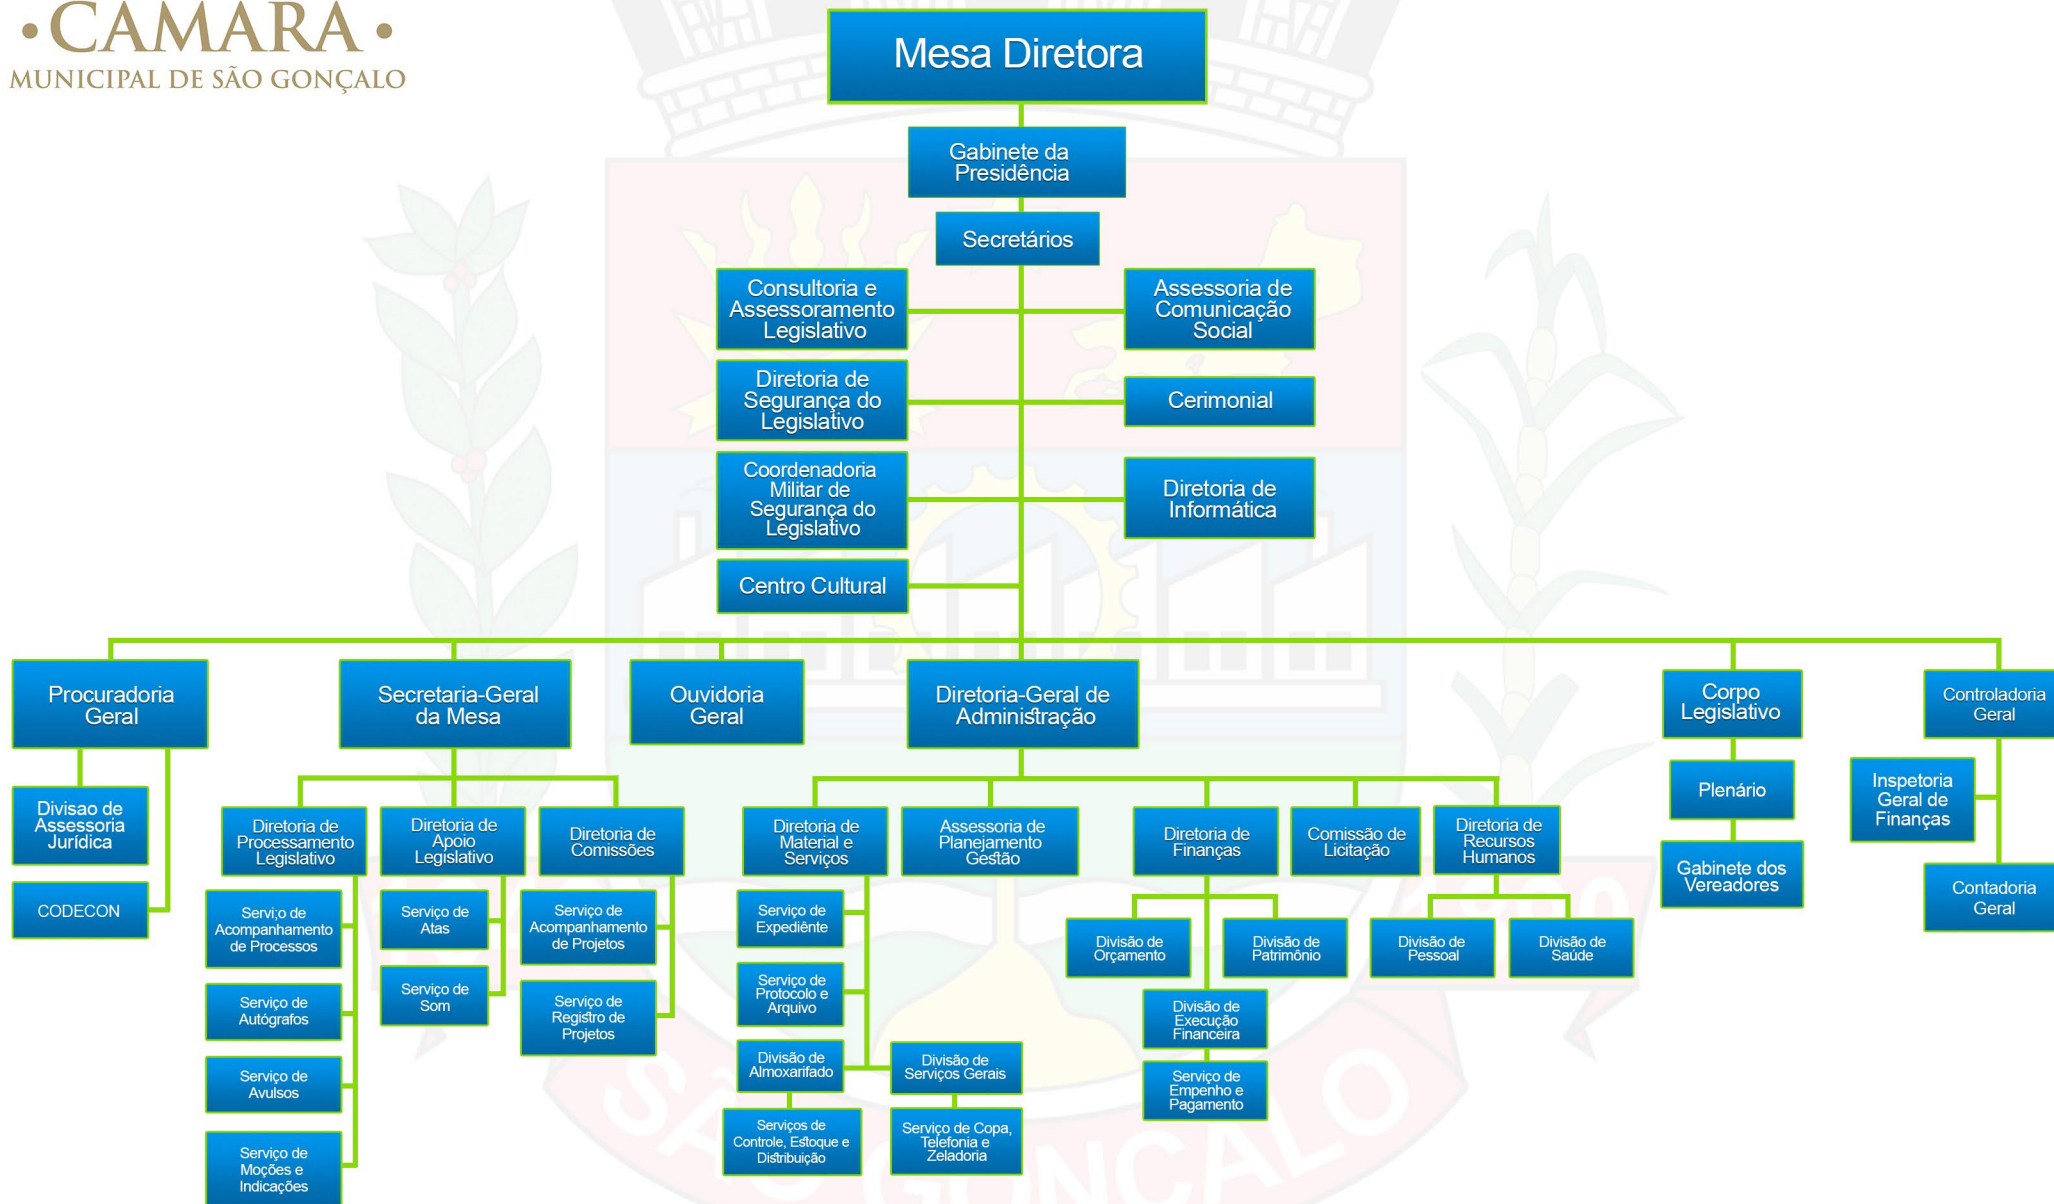 • CAMARA •
MUNICIPAL DE SÃO GONÇALO
Mesa Diretora
Gabinete da
Presidência
Secretários
Consultoria e
Assessoramento
Legislativo
Assessoria de
Comunicação
Social
Diretoria de
Segurança do
Legislativo
Cerimonial
Coordenadoria
Militar de
Segurança do
Legislativo
Diretoria de
Informática
Centro Cultural
Procuradoria
Geral
Secretaria-Geral
da Mesa
Ouvidoria
Geral
Diretoria-Geral de
Administração
Corpo
Legislativo
Controladoria
Geral
Divisao de
Assessoria
Jurídica
CODECON
Diretoria de
Processamento
Legislativo
Servi;o de
Acompanhamento
de Processos
Serviço de
Autógrafos
Serviço de
Avulsos
Serviço de
Moções e
Indicações
Diretoria de
Apoio
Legislativo
Serviço de
Atas
Serviço de
Som
Diretoria de
Comissões
Serviço de
Acompanhamento
de Projetos
Serviço de
Registro de
Projetos
Diretoria de
Material e
Serviços
Serviço de
Expediênte
Serviço de
Protocolo e
Arquivo
Divisão de
Almoxarifado
Serviços de
Controle, Estoque e
Distribuição
Divisão de
Serviços Gerais
Serviço de Copa,
Telefonia e
Zeladoria
Assessoria de
Planejamento
Gestão
Diretoria de
Finanças
Divisão de
Orçamento
Divisão de
Patrimônio
Divisão de
Execução
Financeira
Serviço de
Empenho e
Pagamento
Comissão de
Licitação
Diretoria de
Recursos
Humanos
Divisão de
Pessoal
Divisão de
Saúde
Plenário
Gabinete dos
Vereadores
Inspetoria
Geral de
Finanças
Contadoria
Geral
SÃO GONÇALO